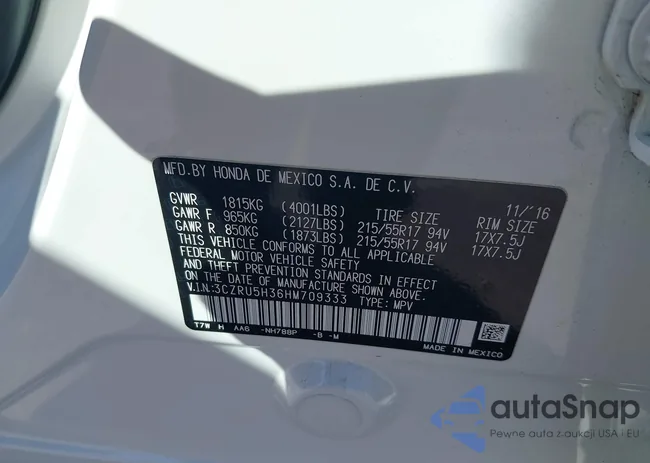 MFD.BY HONDA DE MEXICO S.A. DE C.V.
11/'16
GVWR 1815KG (4001LBS) TIRE SIZE RIM SIZE
GAWR F 965KG (2127LBS) 215/55R17 94V 17X7.5J
GAWR R 850KG (1873LBS) 215/55R17 94V 17X7.5J
THIS VEHICLE CONFORMS TO ALL APPLICABLE
FEDERAL MOTOR VEHICLE SAFETY
AND THEFT PREVENTION STANDARDS IN EFFECT
ON THE DATE OF MANUFACTURE SHOWN ABOVE.
V.I.N:3CZRU5H36HM709333 TYPE: MPV
T7W H AA6 -NH788P -B -M
MADE IN MEXICO
autaSnap
Pewne auta z aukcji USA i EU